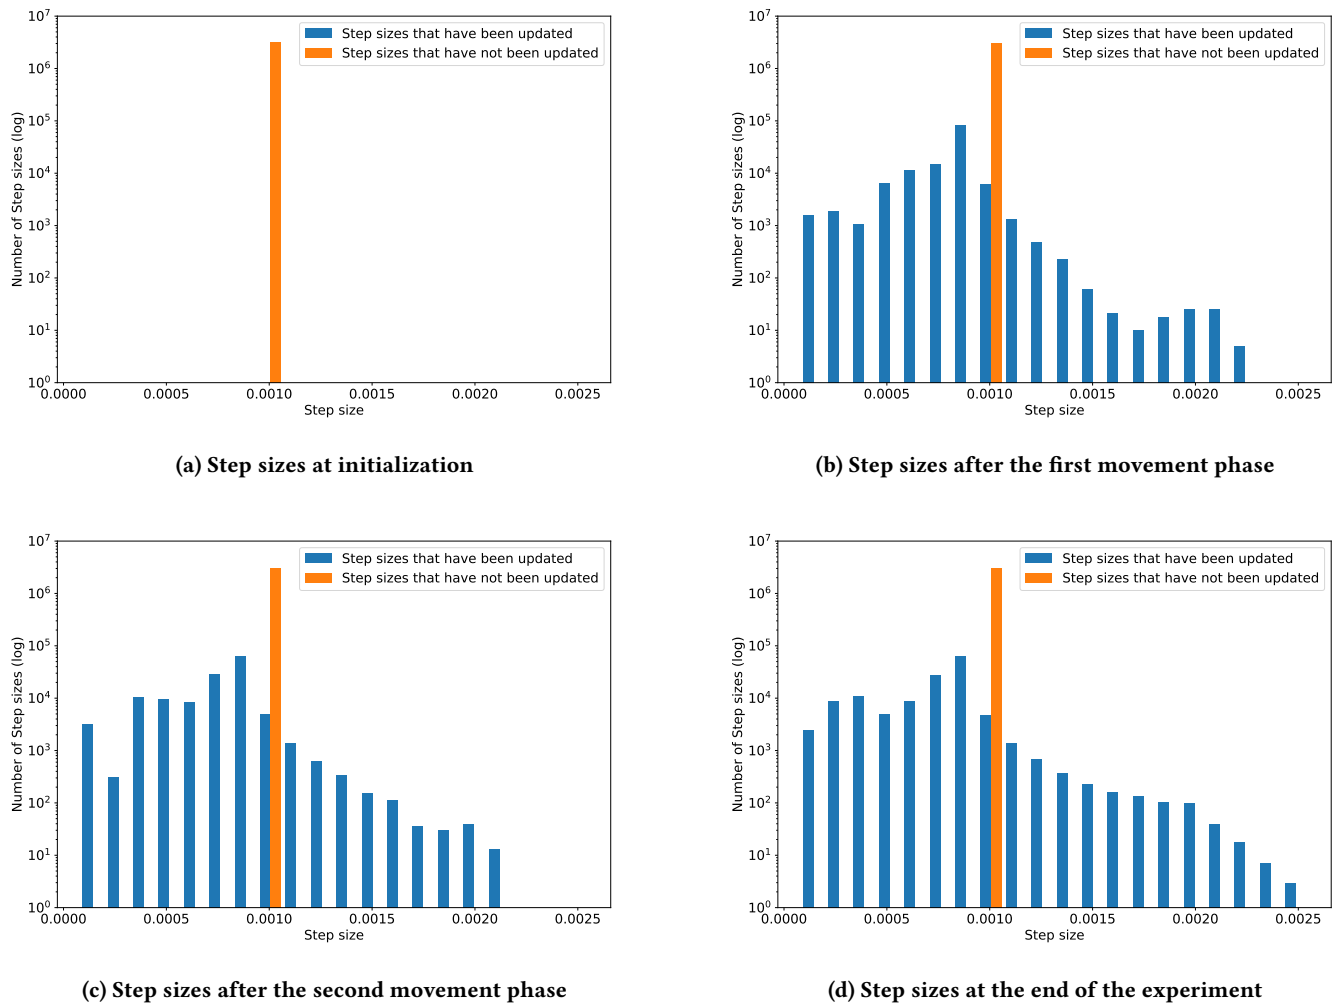 10^7
10^6
10^5
10^4
10^3
10^2
10^1
10^0
Number of Step sizes (log)
Step sizes that have been updated
Step sizes that have not been updated
0.0000 0.0005 0.0010 0.0015 0.0020 0.0025
Step size
(a) Step sizes at initialization
10^7
10^6
10^5
10^4
10^3
10^2
10^1
10^0
Number of Step sizes (log)
Step sizes that have been updated
Step sizes that have not been updated
0.0000 0.0005 0.0010 0.0015 0.0020 0.0025
Step size
(b) Step sizes after the first movement phase
10^7
10^6
10^5
10^4
10^3
10^2
10^1
10^0
Number of Step sizes (log)
Step sizes that have been updated
Step sizes that have not been updated
0.0000 0.0005 0.0010 0.0015 0.0020 0.0025
Step size
(c) Step sizes after the second movement phase
10^7
10^6
10^5
10^4
10^3
10^2
10^1
10^0
Number of Step sizes (log)
Step sizes that have been updated
Step sizes that have not been updated
0.0000 0.0005 0.0010 0.0015 0.0020 0.0025
Step size
(d) Step sizes at the end of the experiment